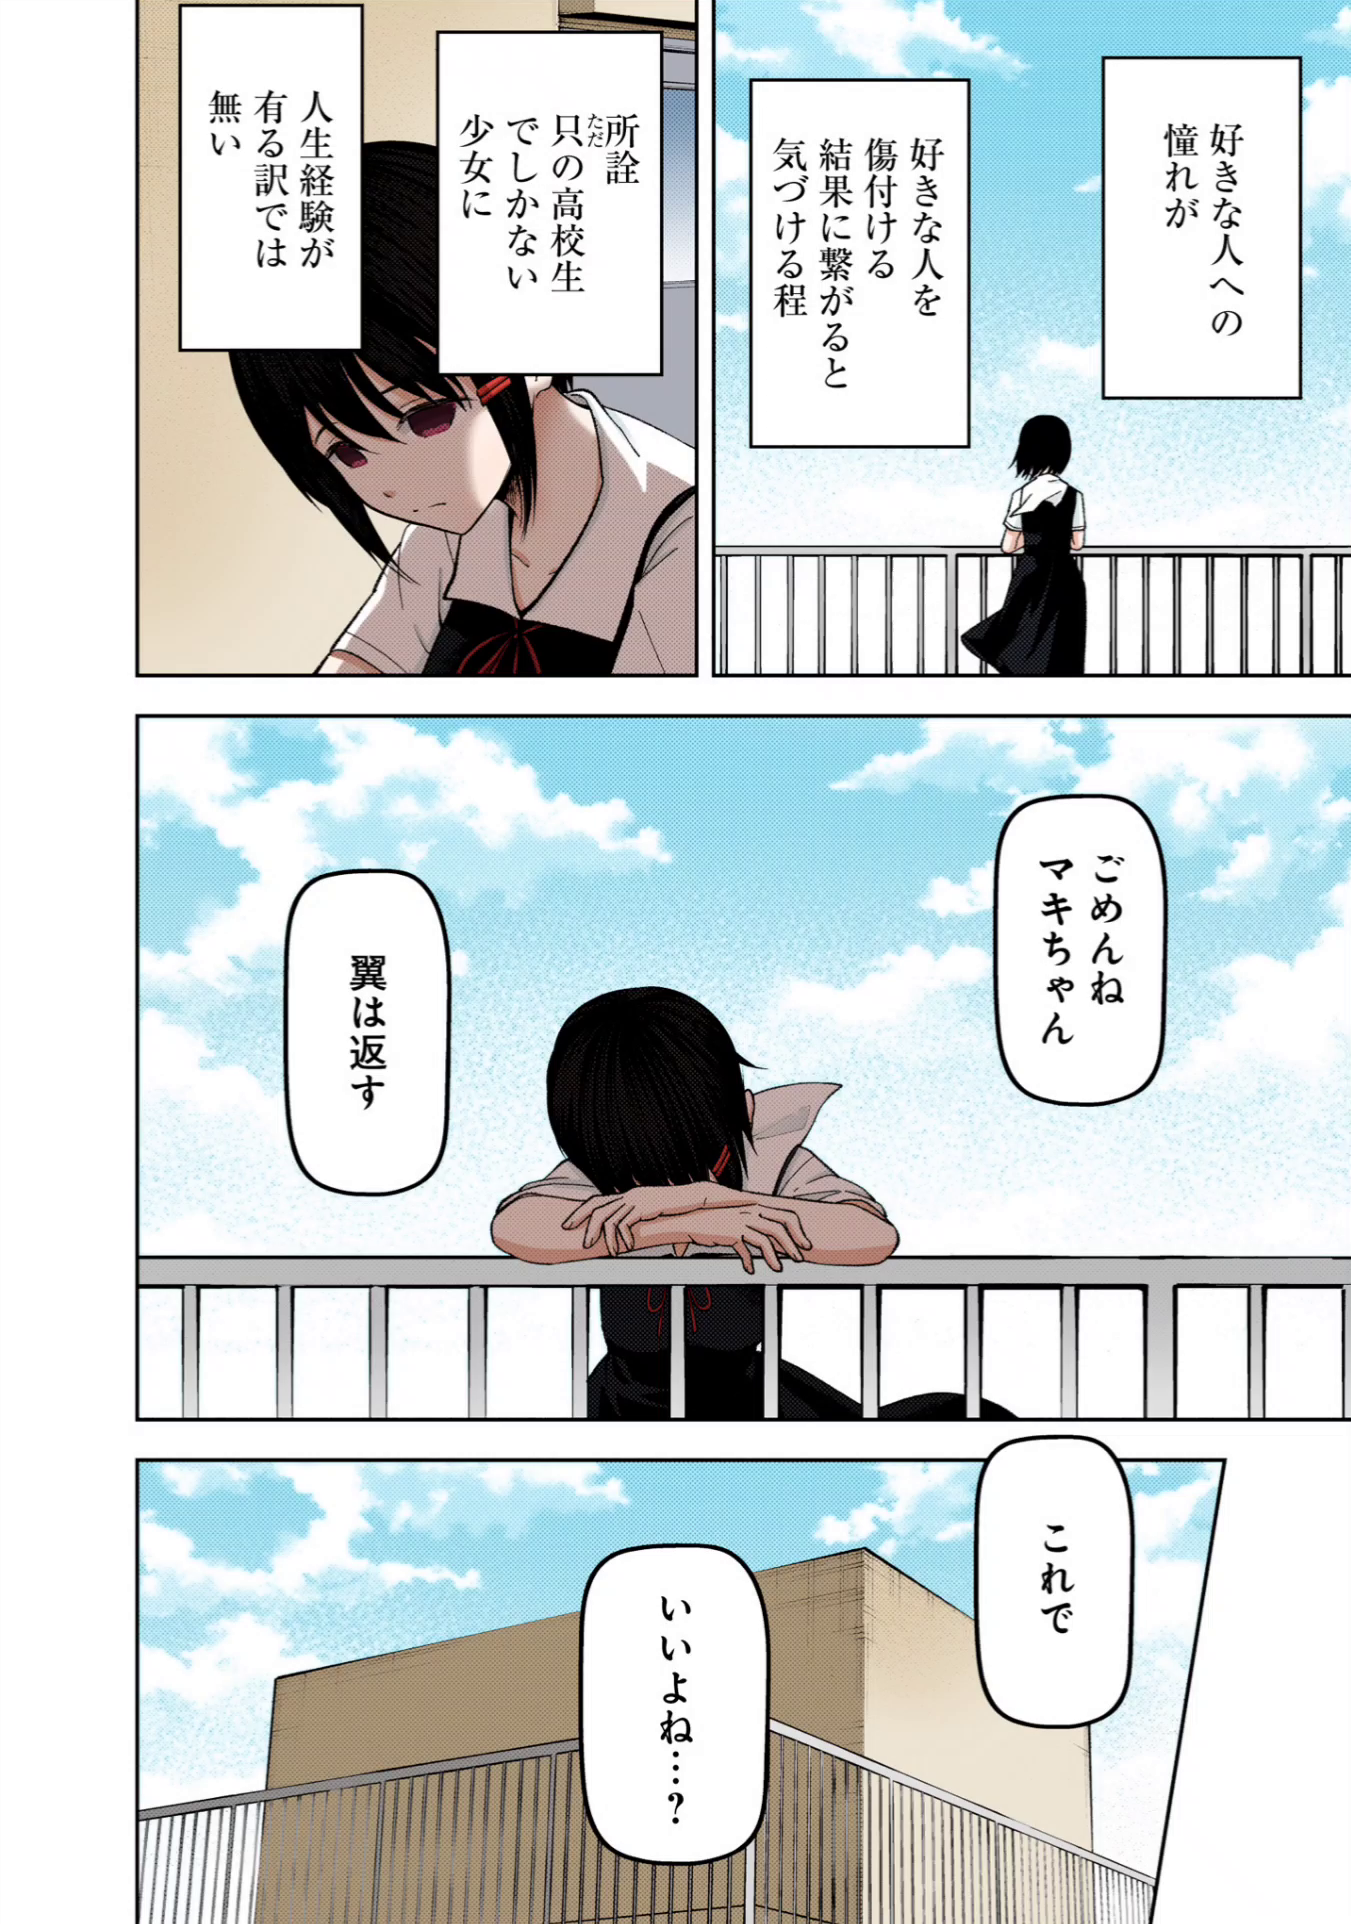 好きな人への
憧れが
好きな人を
傷付ける
結果に繋がると
気づける程
所詮
只の高校生
ただ
でしかない
少女に
人生経験が
有る訳では
無い
ごめんね
マキちゃん
翼は返す
これで
いいよね…?